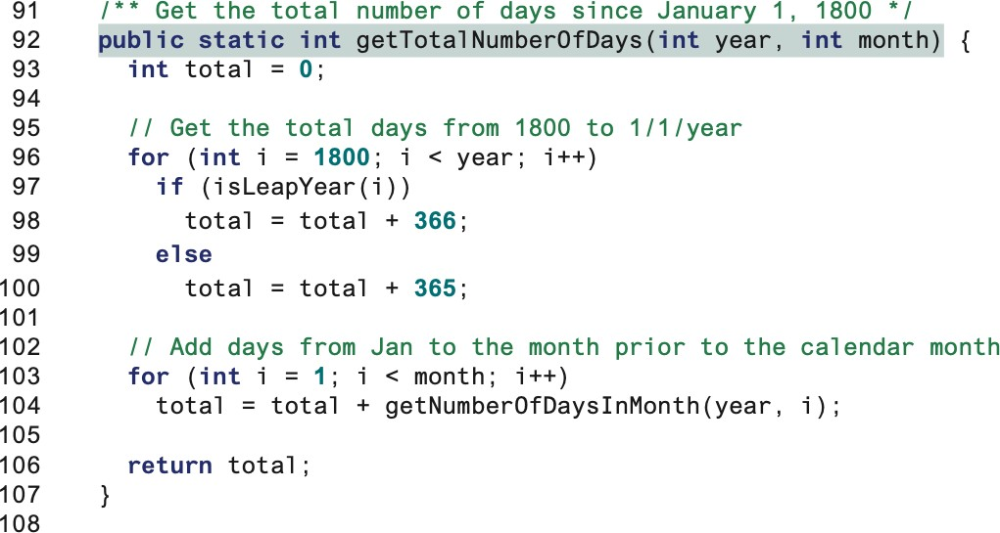 91 /** Get the total number of days since January 1, 1800 */
92 public static int getTotalNumberOfDays(int year, int month) {
93 int total = 0;
94
95 // Get the total days from 1800 to 1/1/year
96 for (int i = 1800; i < year; i++)
97 if (isLeapYear(i))
98 total = total + 366;
99 else
100 total = total + 365;
101
102 // Add days from Jan to the month prior to the calendar month
103 for (int i = 1; i < month; i++)
104 total = total + getNumberOfDaysInMonth(year, i);
105
106 return total;
107 }
108